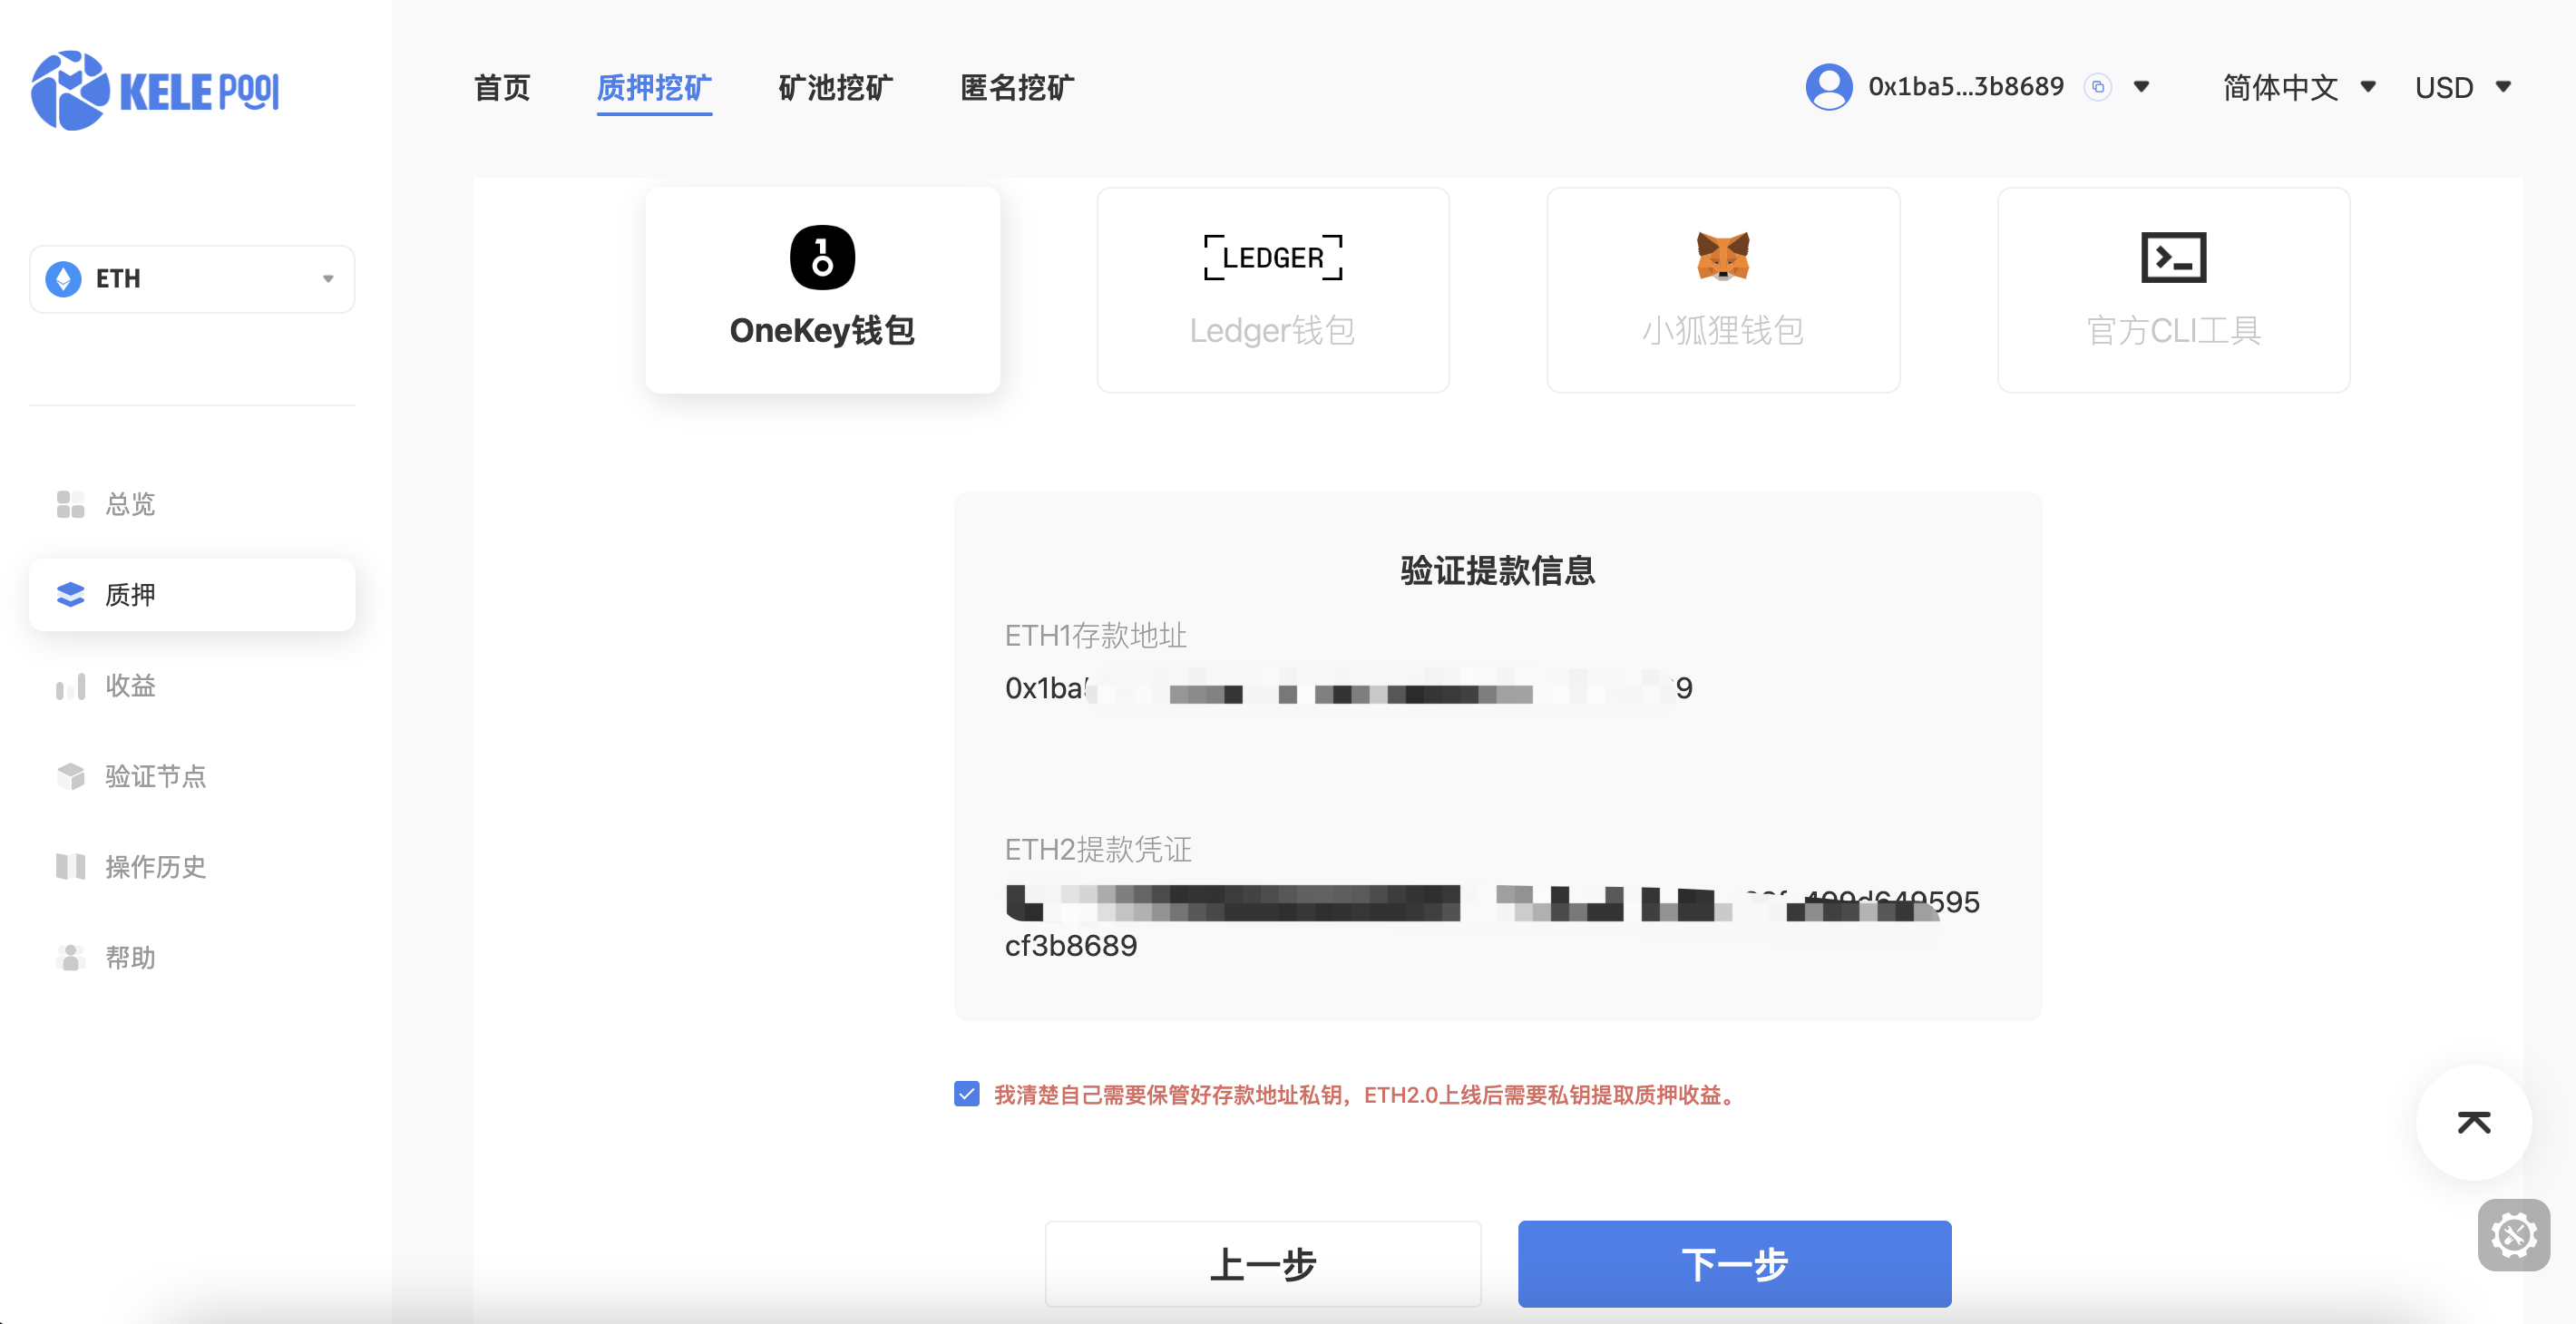 KELE POOL
首页
质押挖矿
矿池挖矿
匿名挖矿
0x1ba5...3b8689
简体中文
USD
ETH
总览
质押
收益
验证节点
操作历史
帮助
OneKey钱包
LEDGER
Ledger钱包
小狐狸钱包
官方CLI工具
验证提款信息
ETH1存款地址
0x1ba 9
ETH2提款凭证
499d649595
cf3b8689
我清楚自己需要保管好存款地址私钥，ETH2.0上线后需要私钥提取质押收益。
上一步
下一步